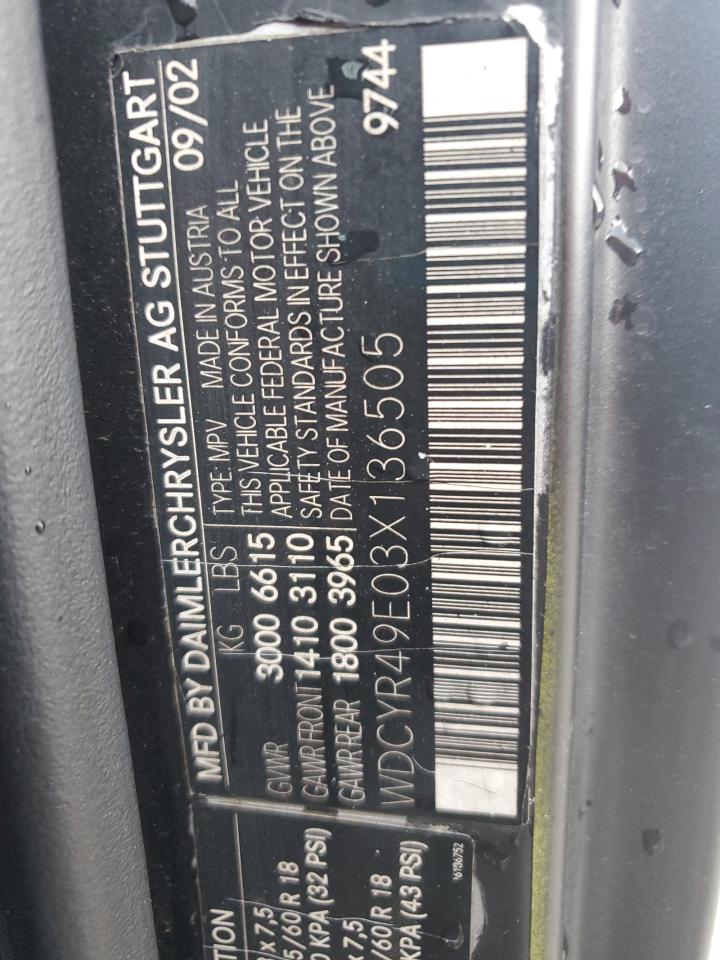 MFD BY DAIMLERCHRYSLER AG STUTTGART
KG LBS TYPE: MPV MADE IN AUSTRIA 09/02
GVWR 3000 6615 THIS VEHICLE CONFORMS TO ALL
APPLICABLE FEDERAL MOTOR VEHICLE
GAWR FRONT 1410 3110 SAFETY STANDARDS IN EFFECT ON THE
GAWR REAR 1800 3965 DATE OF MANUFACTURE SHOWN ABOVE
WDCYR49E03X136505 9744
x 7,5
/60 R 18
KPA (32 PSI)
x 7,5
/60 R 18
KPA (43 PSI)
16136752